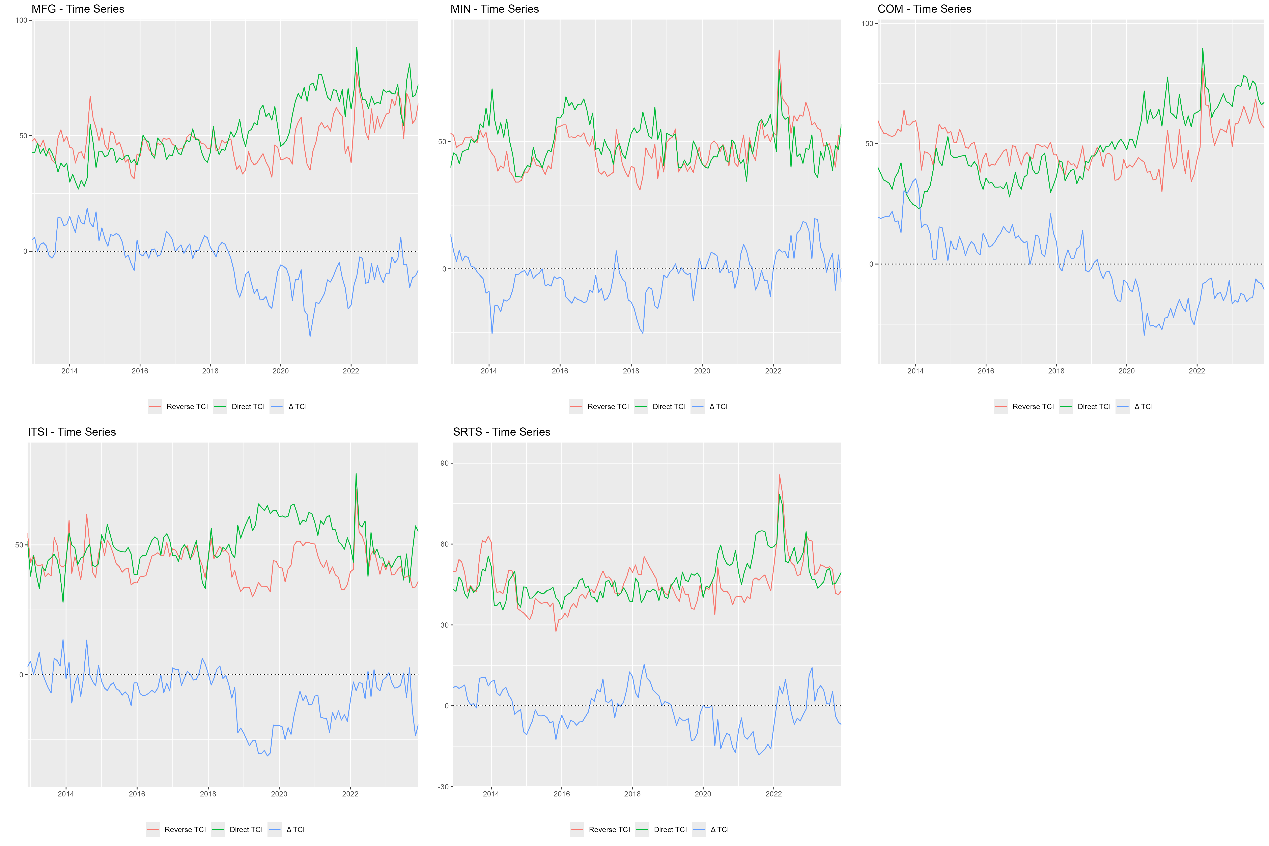 MFG - Time Series
100
50
0
2014 2016 2018 2020 2022
Reverse TCI Direct TCI Δ TCI
MIN - Time Series
50
0
2014 2016 2018 2020 2022
Reverse TCI Direct TCI Δ TCI
COM - Time Series
100
50
0
2014 2016 2018 2020 2022
Reverse TCI Direct TCI Δ TCI
ITSI - Time Series
50
0
2014 2016 2018 2020 2022
Reverse TCI Direct TCI Δ TCI
SRTS - Time Series
90
60
30
0
-30
2014 2016 2018 2020 2022
Reverse TCI Direct TCI Δ TCI